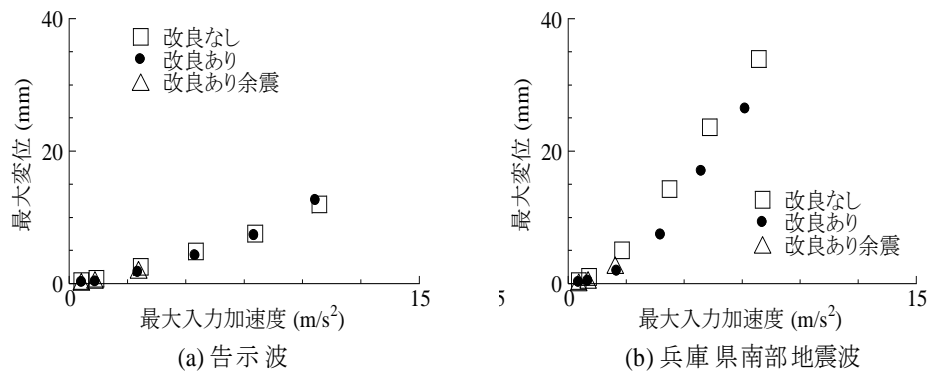 40
20
0
0
15
最大変位 (mm)
□ 改良なし
● 改良あり
△ 改良あり余震
最大入力加速度 (m/s²)
(a) 告示 波
5
40
20
0
0
15
最大変位 (mm)
□ 改良なし
● 改良あり
△ 改良あり余震
最大入力加速度 (m/s²)
(b) 兵庫 県南部 地震波